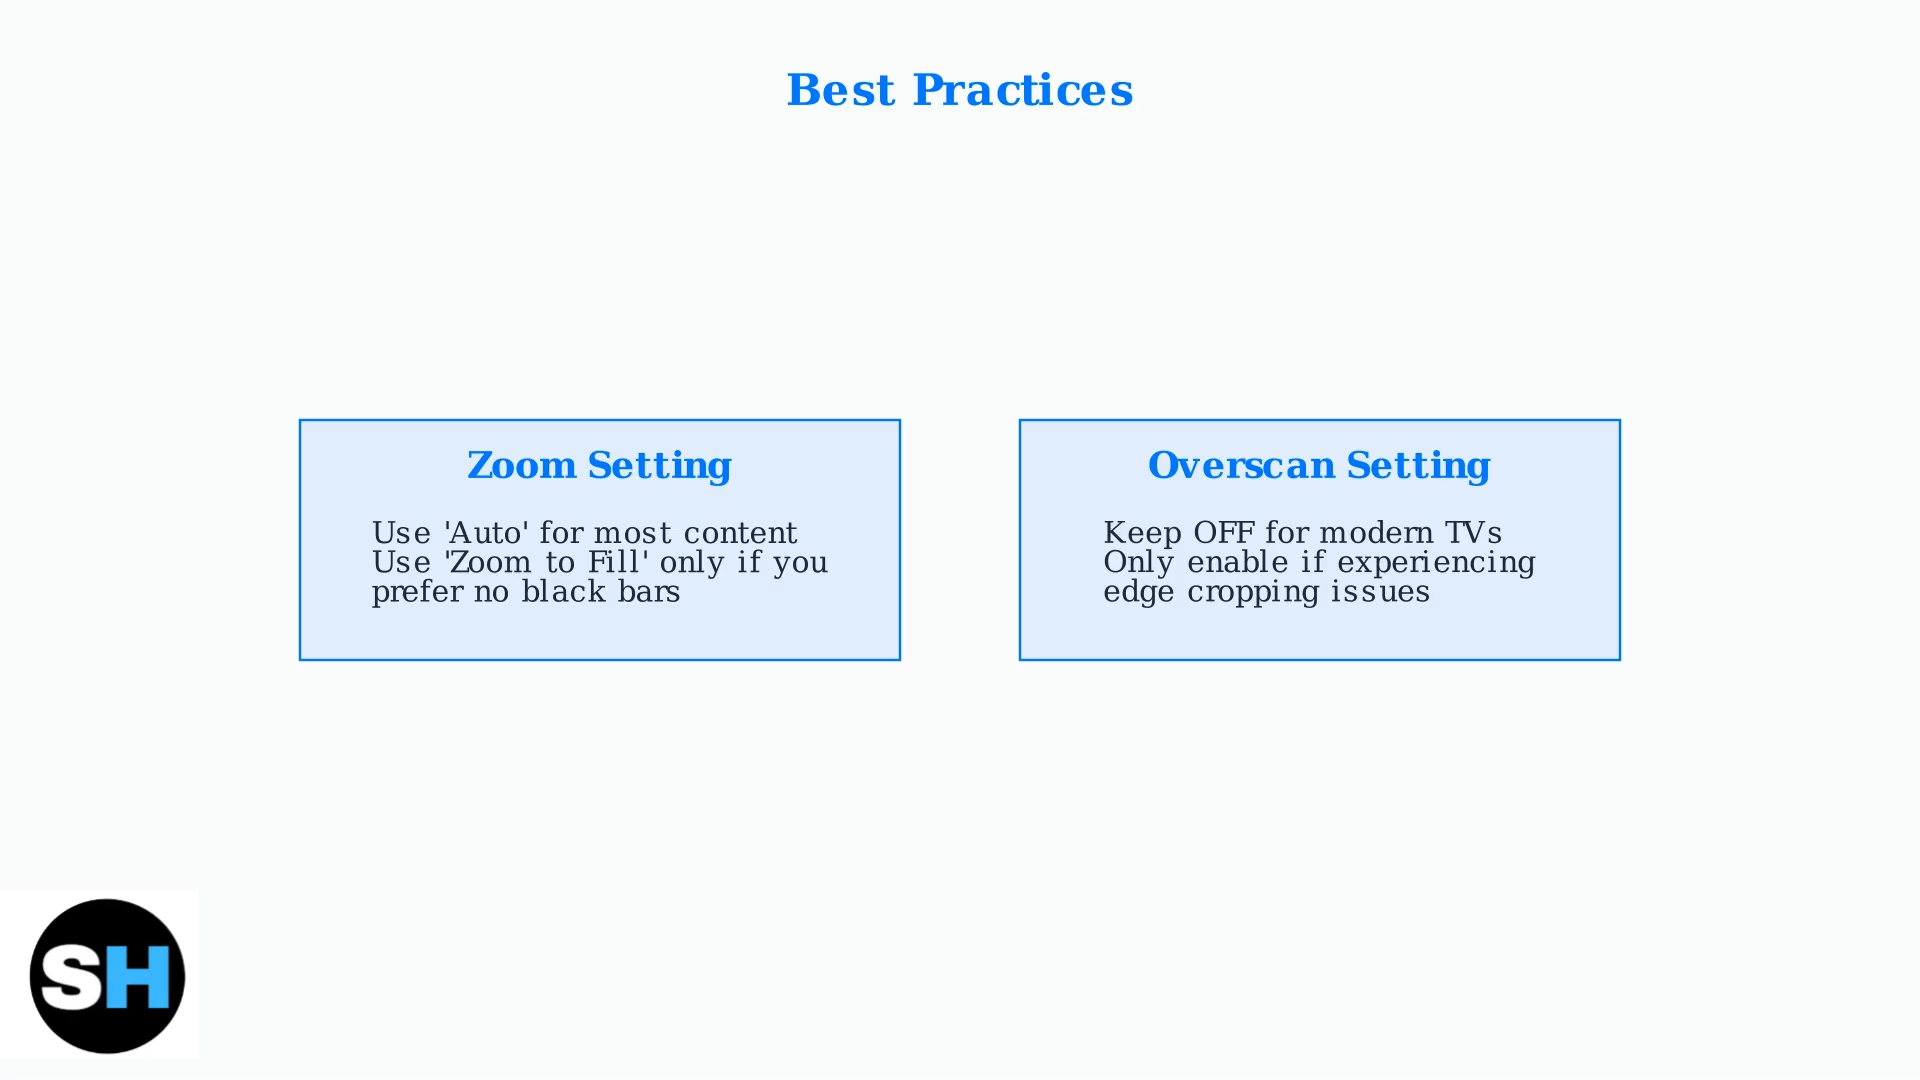 Best Practices
Zoom Setting
Use 'Auto' for most content
Use 'Zoom to Fill' only if you
prefer no black bars
Overscan Setting
Keep OFF for modern TVs
Only enable if experiencing
edge cropping issues
SH